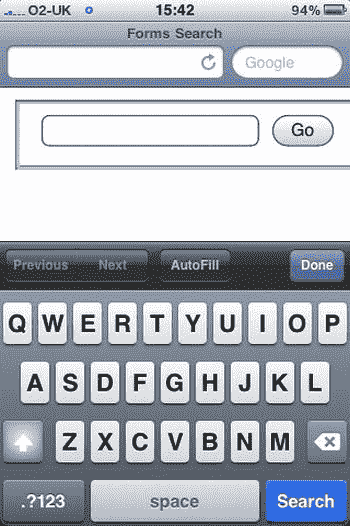 O2-UK 15:42 94%
Forms Search
Google
Go
Previous Next AutoFill Done
Q W E R T Y U I O P
A S D F G H J K L
Z X C V B N M
.?123 space Search